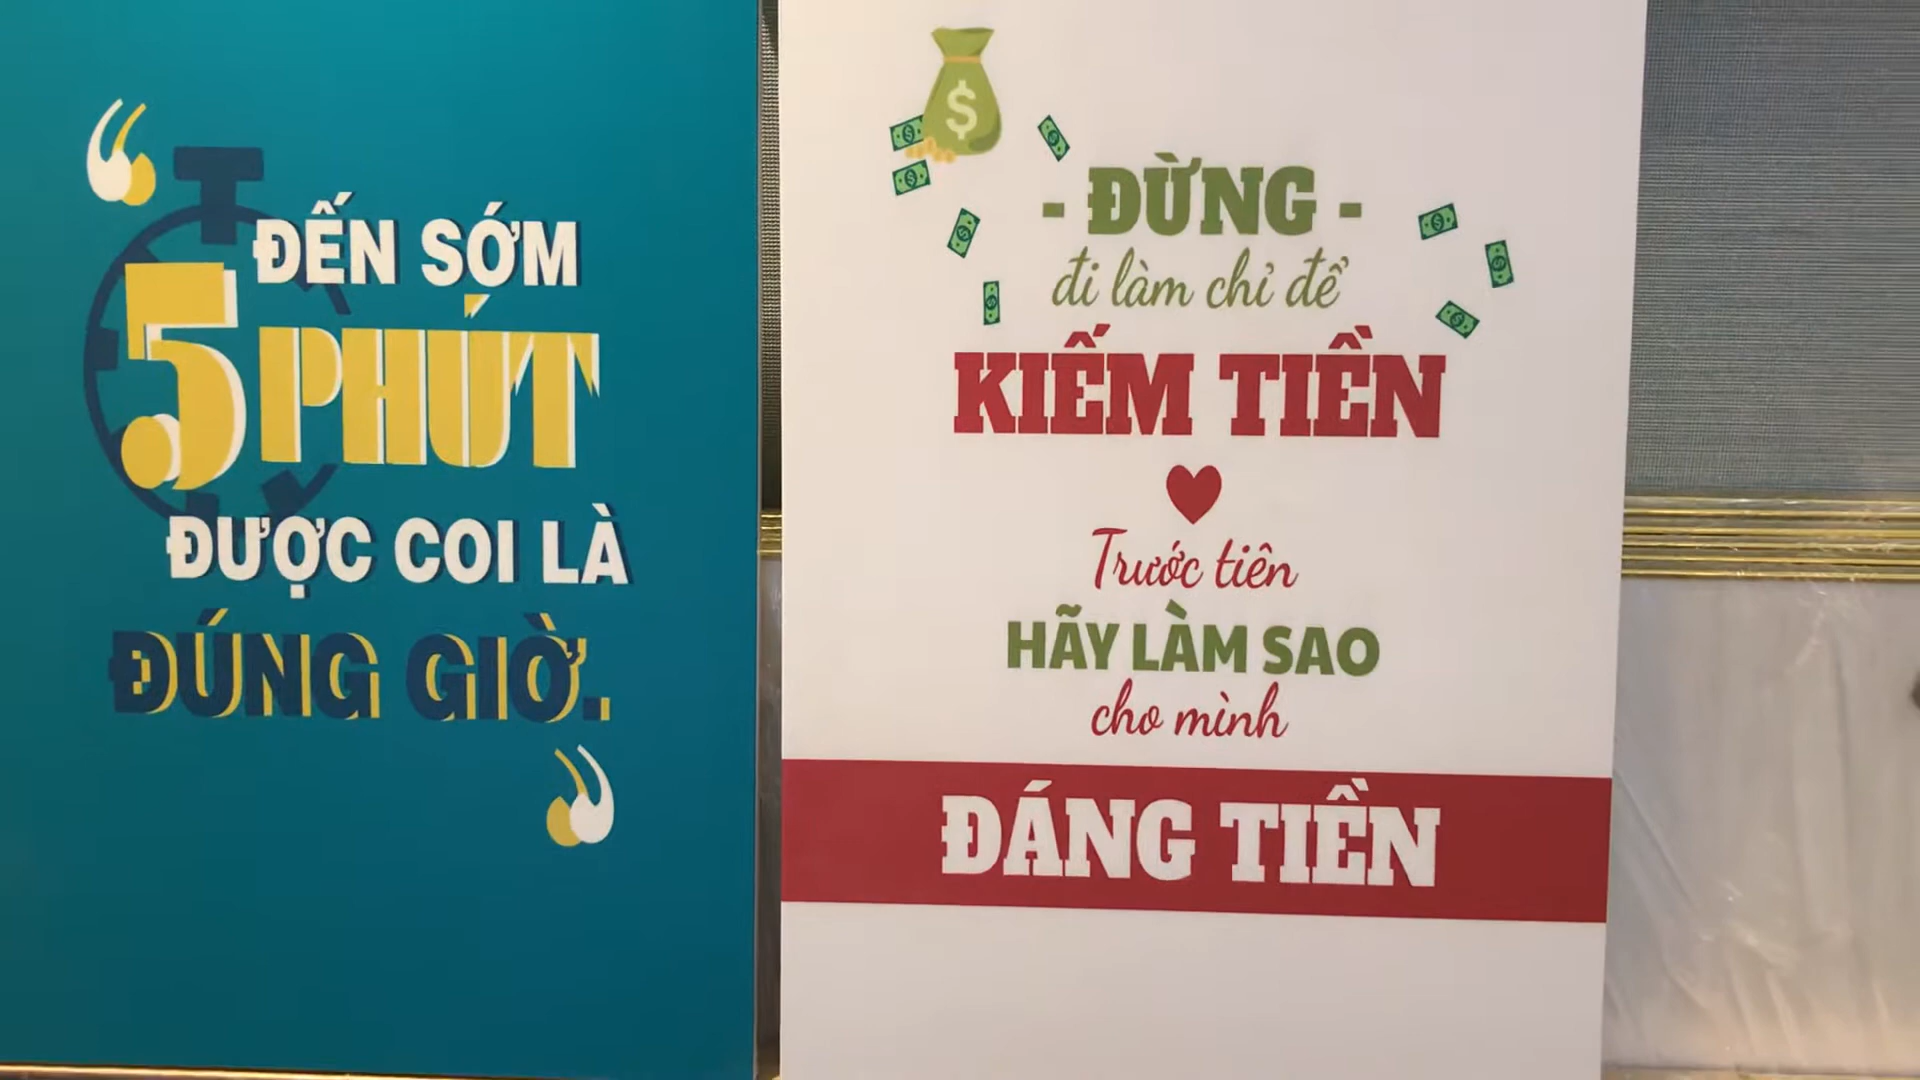 ĐẾN SỚM
5 PHÚT
ĐƯỢC COI LÀ
ĐÚNG GIỜ.
$
- ĐỪNG -
đi làm chỉ để
KIẾM TIỀN
Trước tiên
HÃY LÀM SAO
cho mình
ĐÁNG TIỀN